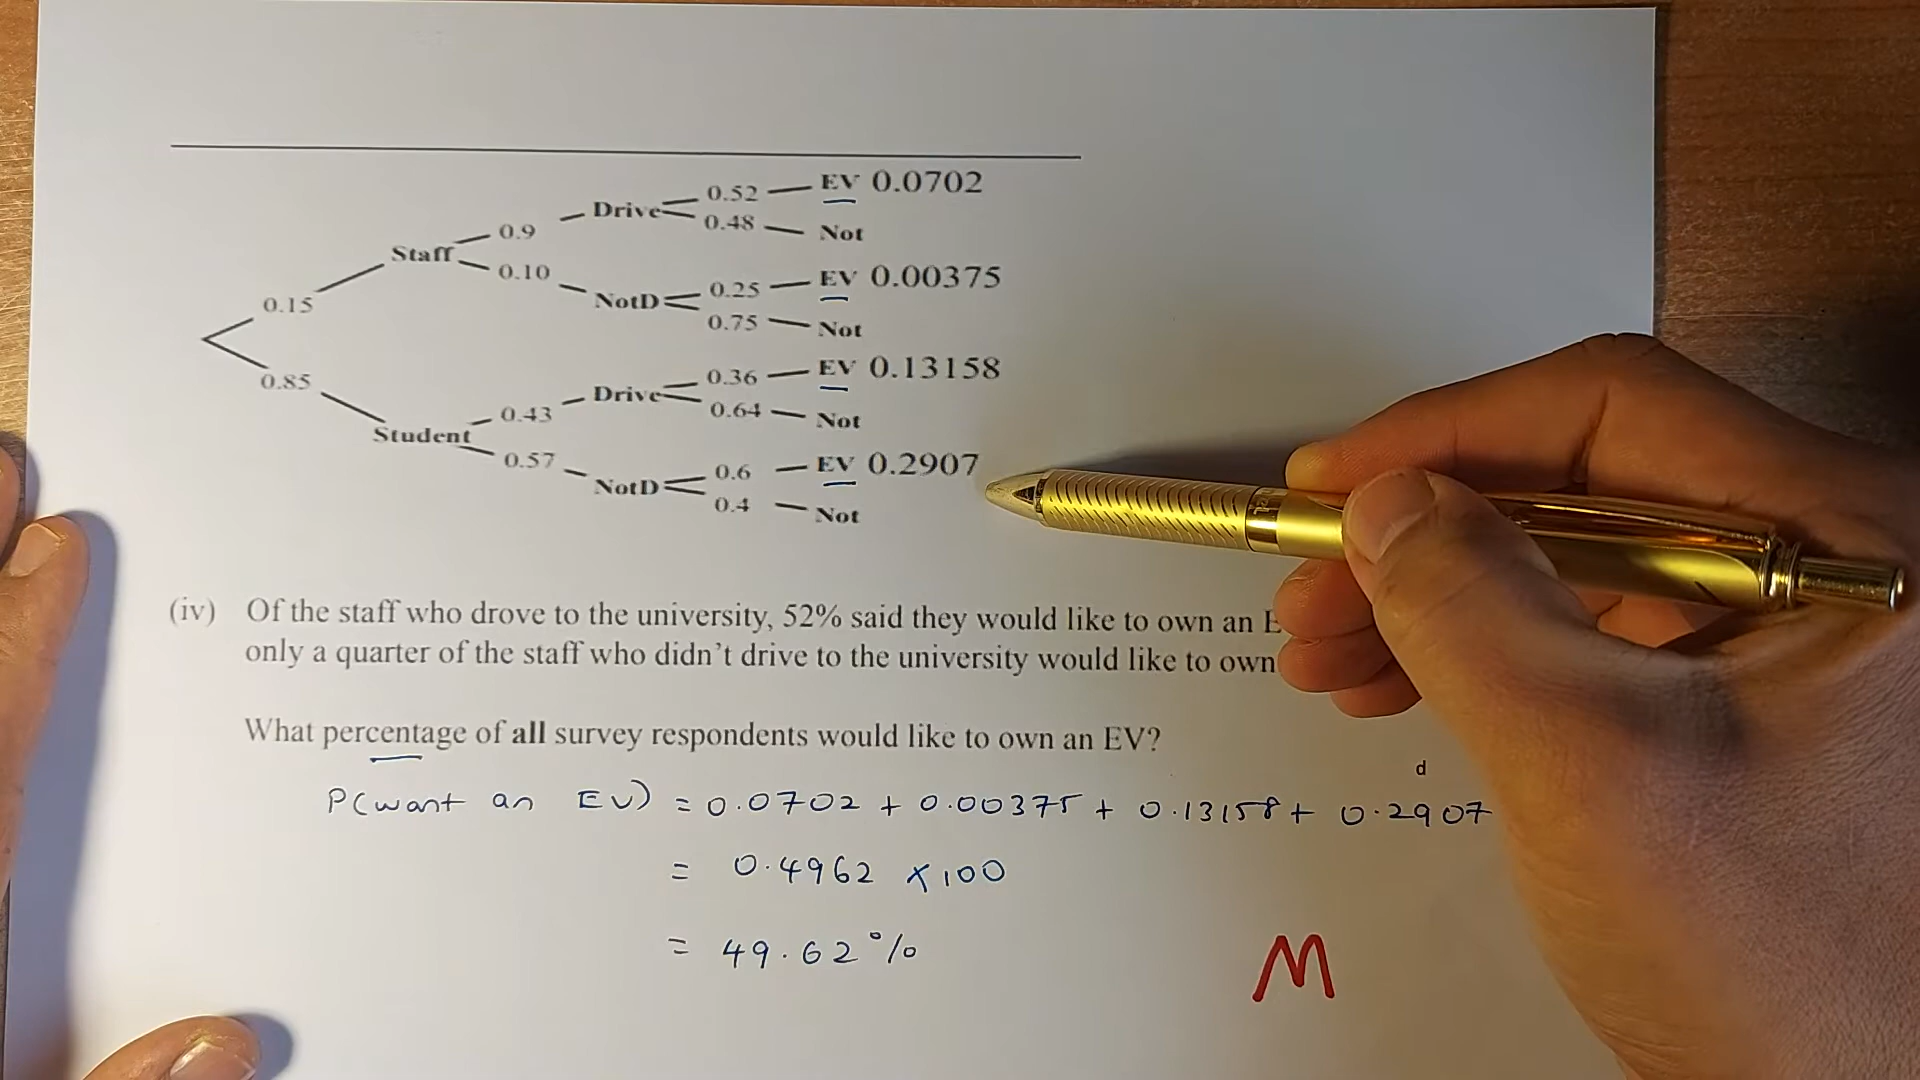 0.52 EV 0.0702
Drive
0.9 0.48 Not
Staff
0.10 0.25 EV 0.00375
NotD
0.15 0.75 Not
0.85 0.36 EV 0.13158
Drive
0.43 0.64 Not
Student
0.57 0.6 EV 0.2907
NotD
0.4 Not
(iv) Of the staff who drove to the university, 52% said they would like to own an
only a quarter of the staff who didn't drive to the university would like to own
What percentage of all survey respondents would like to own an EV?
d
P(want an EV) = 0.0702 + 0.00375 + 0.13158 + 0.2907
= 0.4962 × 100
= 49.62%
M